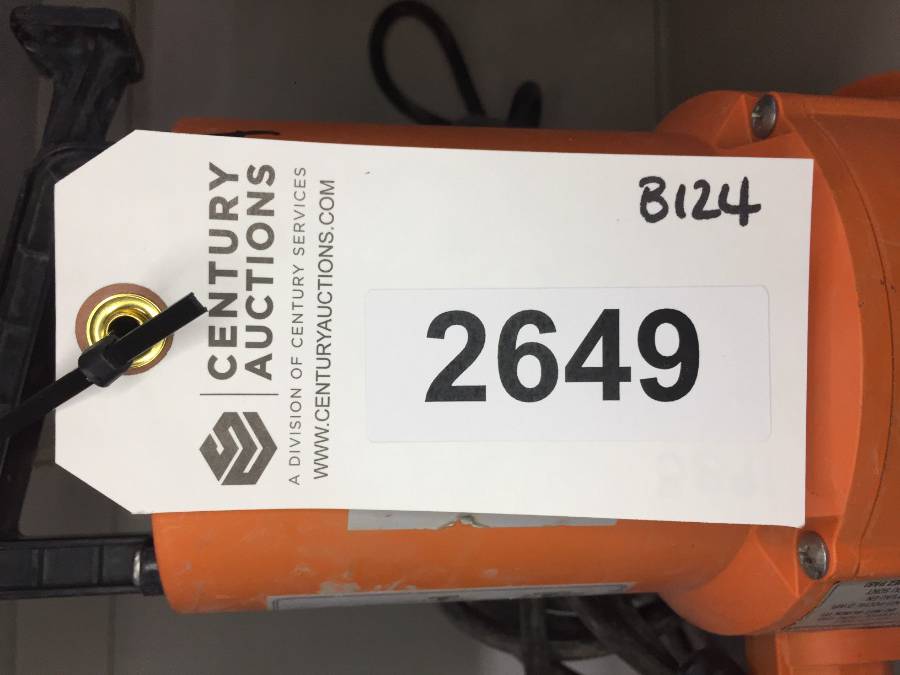 B124
CENTURY
AUCTIONS
A DIVISION OF CENTURY SERVICES
WWW.CENTURYAUCTIONS.COM
2649